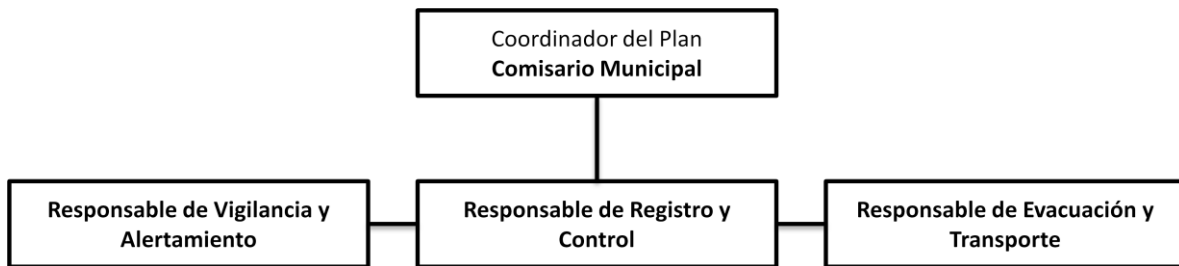 Coordinador del Plan
Comisario Municipal
Responsable de Vigilancia y
Alertamiento
Responsable de Registro y
Control
Responsable de Evacuación y
Transporte